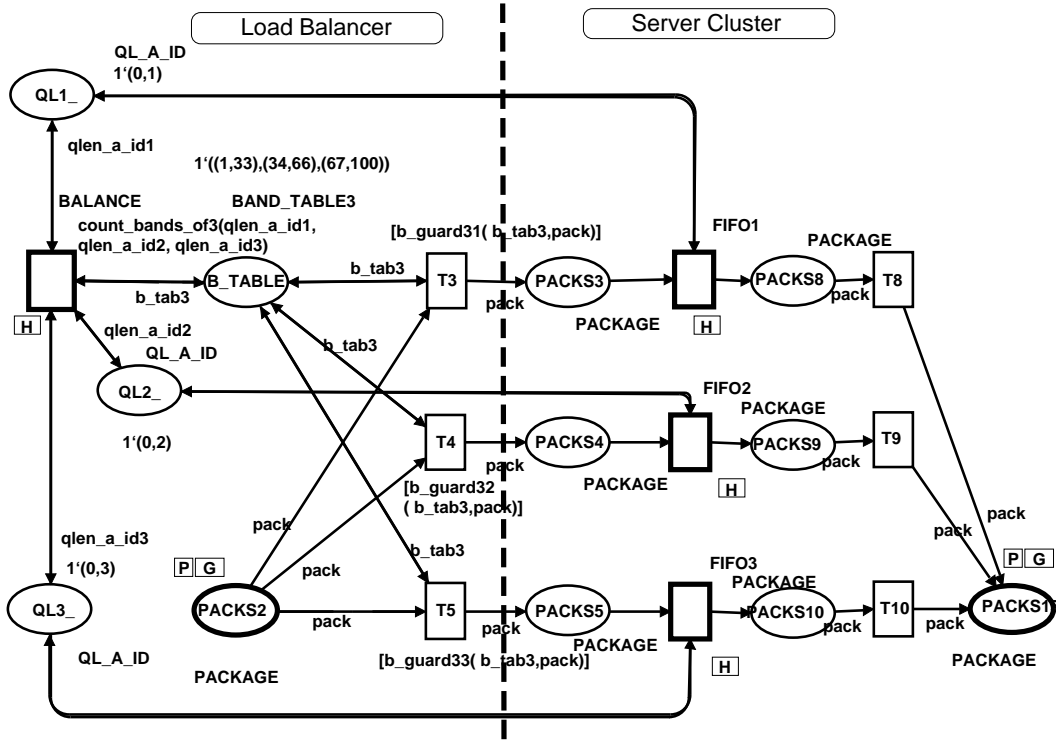 Load Balancer
Server Cluster
QL_A_ID
1‘(0,1)
QL1_
qlen_a_id1
1‘((1,33),(34,66),(67,100))
BALANCE
BAND_TABLE3
count_bands_of3(qlen_a_id1,
qlen_a_id2, qlen_a_id3)
[b_guard31( b_tab3,pack)]
FIFO1
PACKAGE
B_TABLE
b_tab3
b_tab3
T3
pack
PACKS3
PACKS8
pack
T8
H
PACKAGE
H
qlen_a_id2
QL_A_ID
b_tab3
QL2_
1‘(0,2)
FIFO2
PACKAGE
T4
pack
PACKS4
PACKS9
pack
T9
PACKAGE
H
[b_guard32
( b_tab3,pack)]
pack
pack
pack
qlen_a_id3
1‘(0,3)
b_tab3
pack
P G
FIFO3
PACKAGE
P G
QL3_
PACKS2
pack
T5
pack
PACKS5
PACKS10
pack
T10
pack
PACKS1
PACKAGE
QL_A_ID
[b_guard33( b_tab3,pack)]
H
PACKAGE
PACKAGE